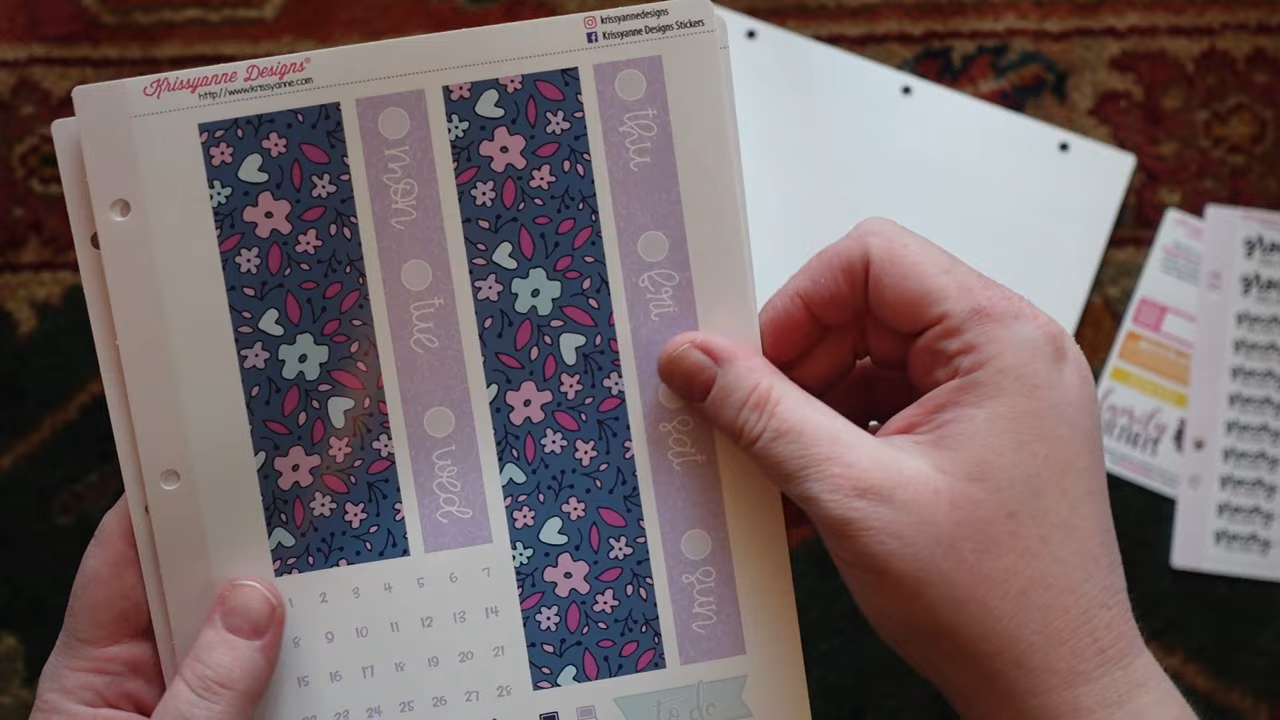 krissyannedesigns
Krissyanne Designs Stickers
Krissyanne Designs®
http://www.krissyanne.com
mon
tue
wed
thu
fri
sat
sun
1 2 3 4 5 6 7
8 9 10 11 12 13 14
15 16 17 18 19 20 21
22 23 24 25 26 27 28
to do